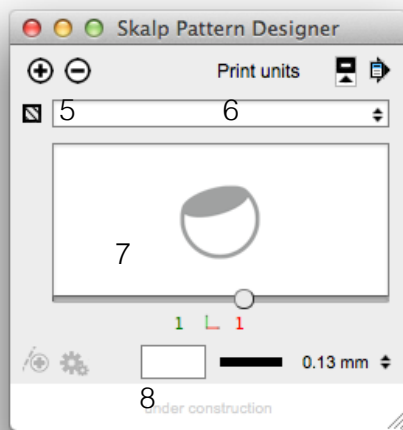 Skalp Pattern Designer
Print units
5 6
7
1 1
0.13 mm
8
under construction